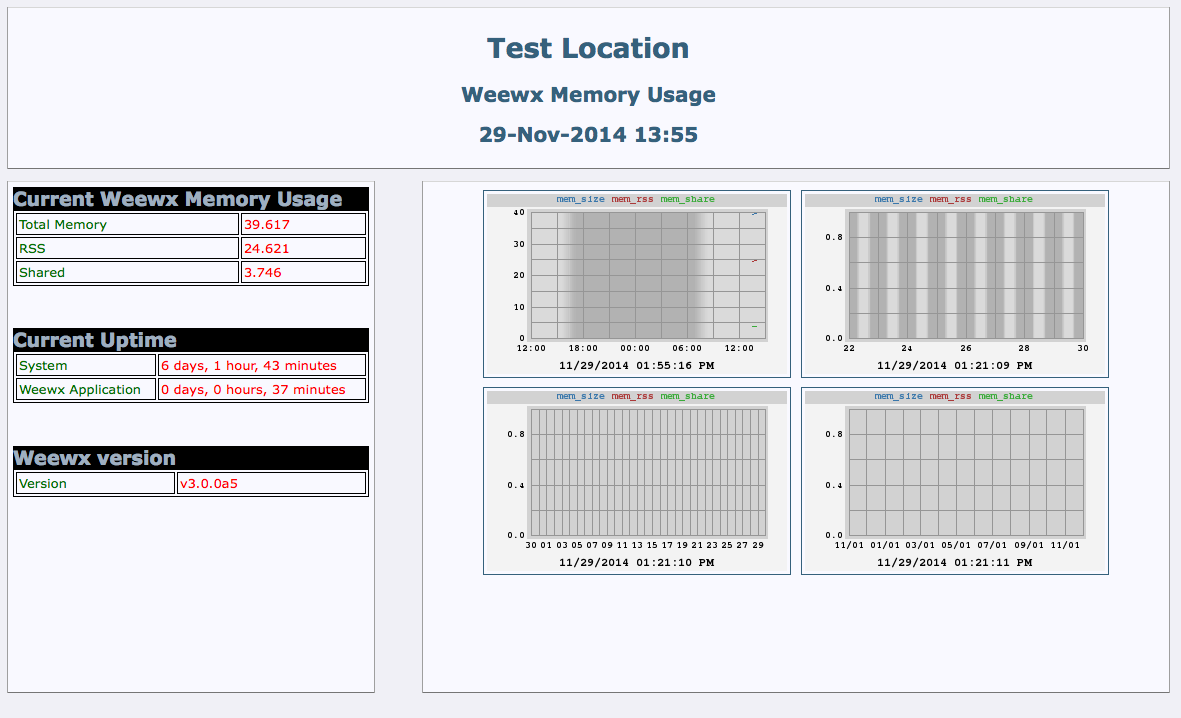 Test Location
Weewx Memory Usage
29-Nov-2014 13:55
Current Weewx Memory Usage
Total Memory 39.617
RSS 24.621
Shared 3.746
Current Uptime
System 6 days, 1 hour, 43 minutes
Weewx Application 0 days, 0 hours, 37 minutes
Weewx version
Version v3.0.0a5
mem_size mem_rss mem_share
40
30
20
10
0
12:00 18:00 00:00 06:00 12:00
11/29/2014 01:55:16 PM
mem_size mem_rss mem_share
0.8
0.4
0.0
22 24 26 28 30
11/29/2014 01:21:09 PM
mem_size mem_rss mem_share
0.8
0.4
0.0
30 01 03 05 07 09 11 13 15 17 19 21 23 25 27 29
11/29/2014 01:21:10 PM
mem_size mem_rss mem_share
0.8
0.4
0.0
11/01 01/01 03/01 05/01 07/01 09/01 11/01
11/29/2014 01:21:11 PM